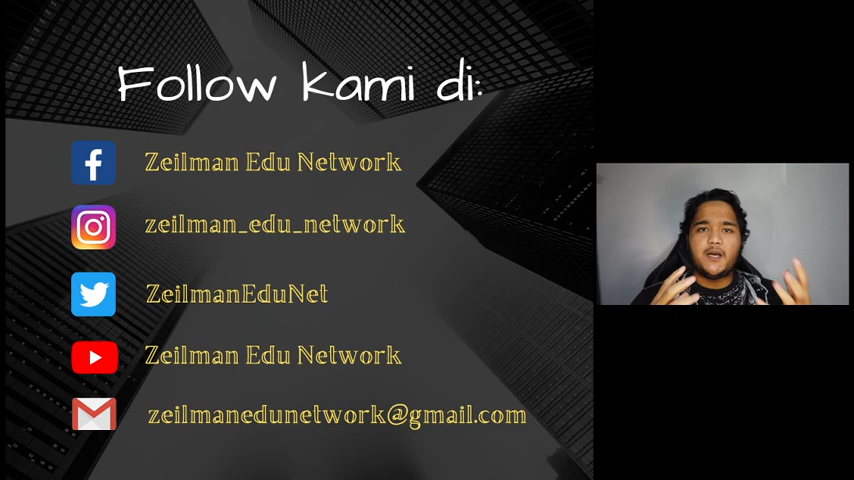 Follow kami di:
Zeilman Edu Network
zeilman_edu_network
ZeilmanEduNet
Zeilman Edu Network
zeilmanedunetwork@gmail.com